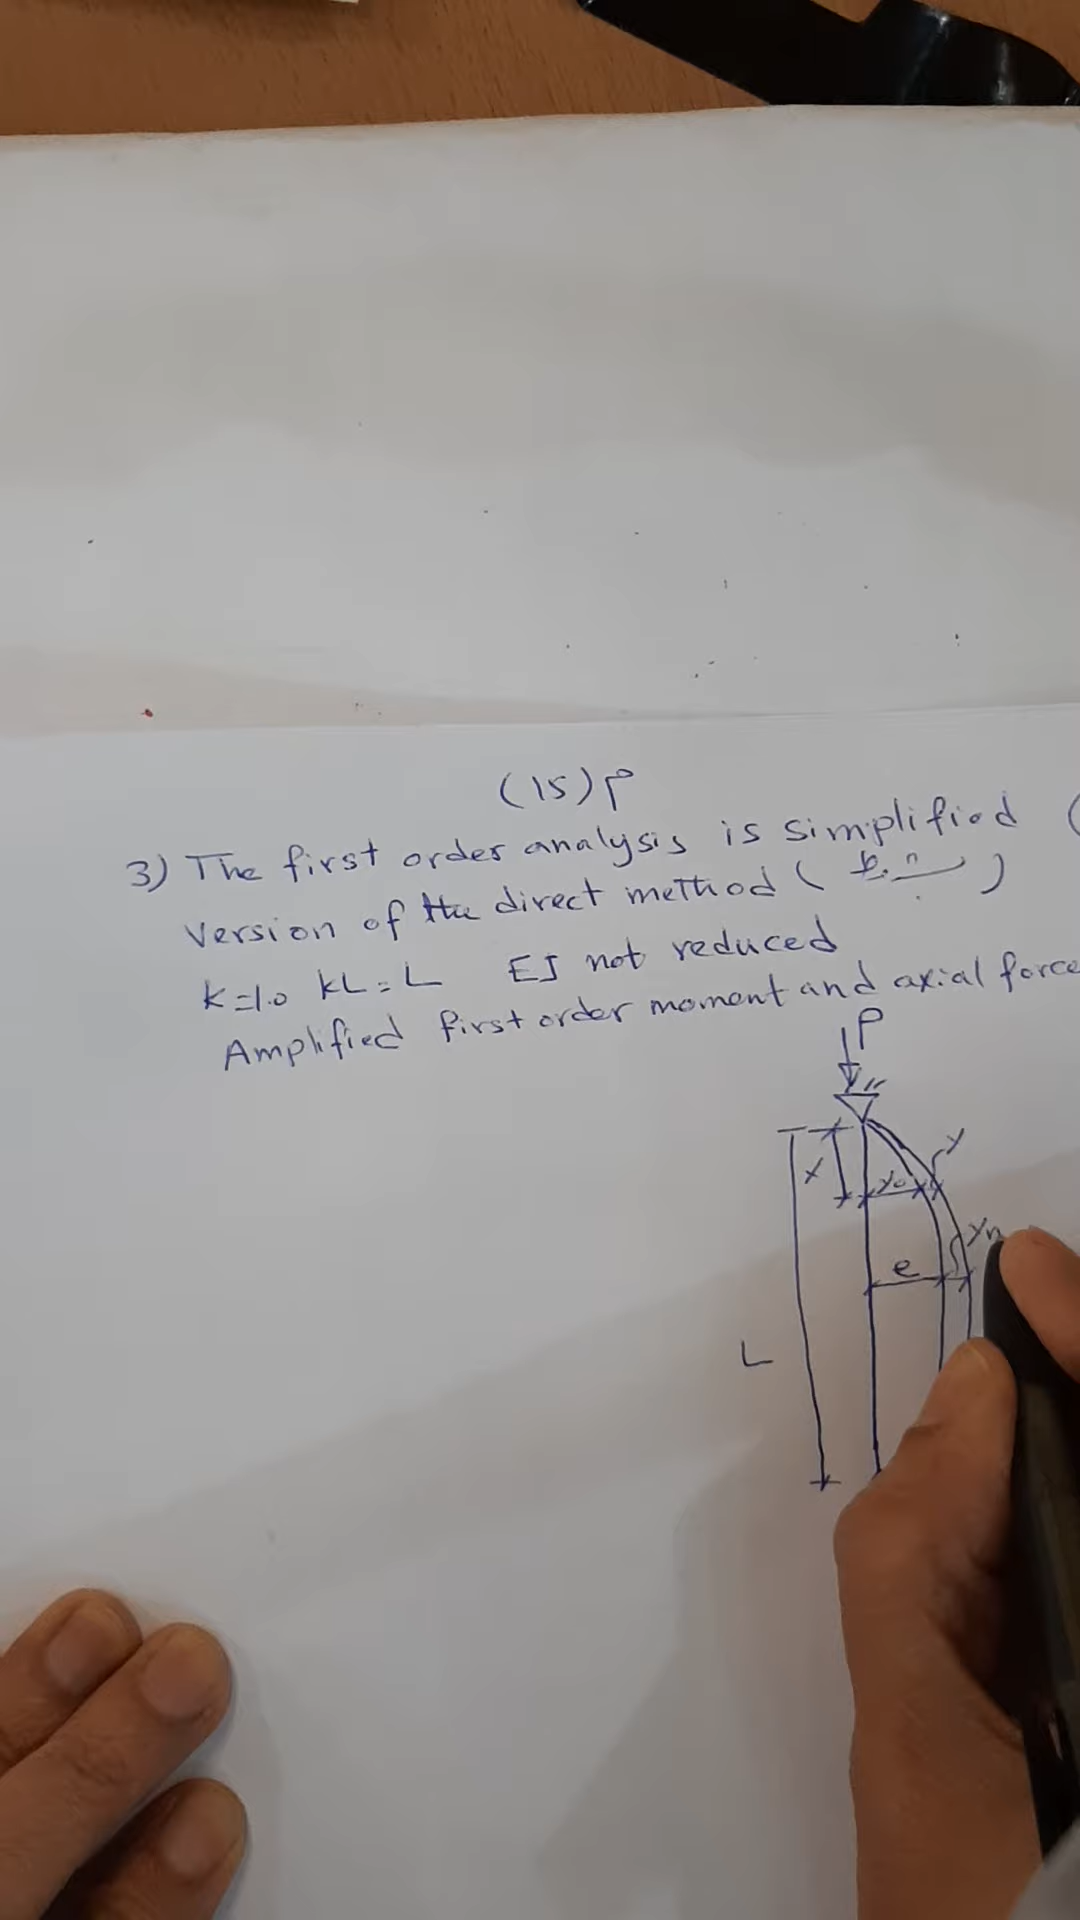 (15)P
3) The first order analysis is simplified (
version of the direct method ( )
K=1.0 KL=L EI not reduced
Amplified first order moment and axial force
P
y
x
y₀
yn
e
L